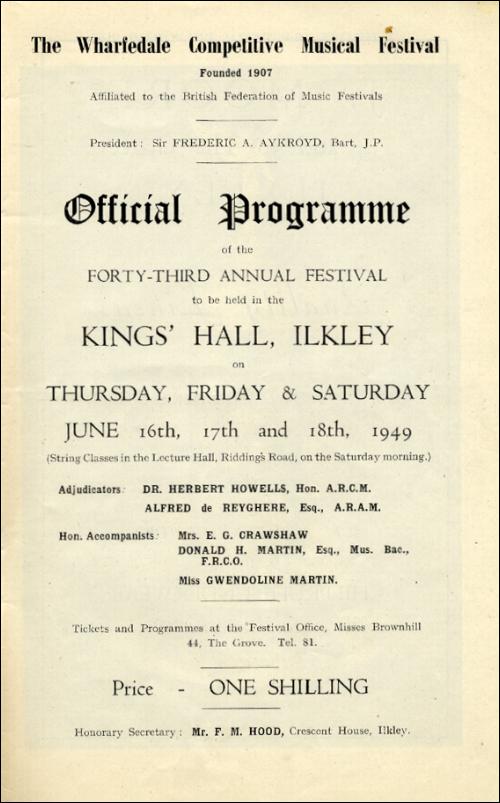 The Wharfedale Competitive Musical Festival
Founded 1907
Affiliated to the British Federation of Music Festivals
President : Sir FREDERIC A. AYKROYD, Bart, J.P.
Official Programme
of the
FORTY-THIRD ANNUAL FESTIVAL
to be held in the
KINGS' HALL, ILKLEY
on
THURSDAY, FRIDAY & SATURDAY
JUNE 16th, 17th and 18th, 1949
(String Classes in the Lecture Hall, Ridding's Road, on the Saturday morning.)
Adjudicators: DR. HERBERT HOWELLS, Hon. A.R.C.M.
ALFRED de REYGHERE, Esq., A.R.A.M.
Hon. Accompanists: Mrs. E. G. CRAWSHAW
DONALD H. MARTIN, Esq., Mus. Bac.,
F.R.C.O.
Miss GWENDOLINE MARTIN.
Tickets and Programmes at the Festival Office, Misses Brownhill
44, The Grove. Tel. 81.
Price - ONE SHILLING
Honorary Secretary : Mr. F. M. HOOD, Crescent House, Ilkley.